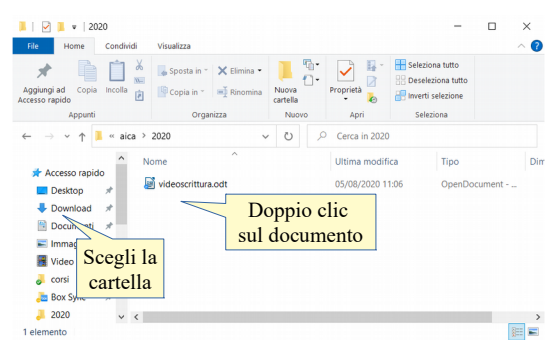 2020
File Home Condividi Visualizza
Aggiungi ad Accesso rapido
Copia
Incolla
Appunti
Sposta in
Copia in
Elimina
Rinomina
Organizza
Nuova cartella
Nuovo
Proprietà
Apri
Seleziona tutto
Deseleziona tutto
Inverti selezione
Seleziona
« aica > 2020
Cerca in 2020
Nome Ultima modifica Tipo Dim
Accesso rapido
Desktop
Download
Immag
Video
corsi
Box Sync
2020
videoscrittura.odt 05/08/2020 11:06 OpenDocument - ...
Doppio clic
sul documento
Scegli la
cartella
1 elemento